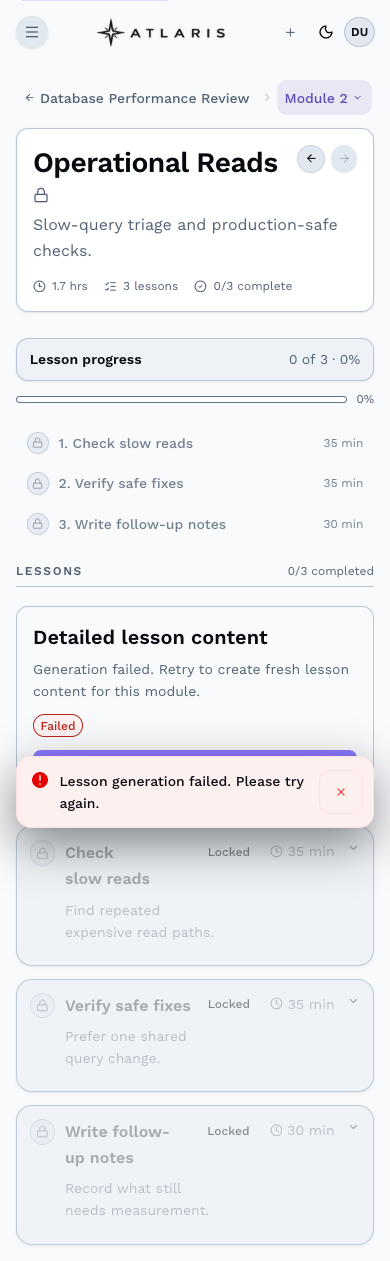 ATLARIS
DU
Database Performance Review
Module 2
Operational Reads
Slow-query triage and production-safe
checks.
1.7 hrs
3 lessons
0/3 complete
Lesson progress
0 of 3 · 0%
0%
1. Check slow reads
35 min
2. Verify safe fixes
35 min
3. Write follow-up notes
30 min
LESSONS
0/3 completed
Detailed lesson content
Generation failed. Retry to create fresh lesson
content for this module.
Failed
Lesson generation failed. Please try
again.
Check
slow reads
Locked
35 min
Find repeated
expensive read paths.
Verify safe fixes
Locked
35 min
Prefer one shared
query change.
Write follow-
up notes
Locked
30 min
Record what still
needs measurement.